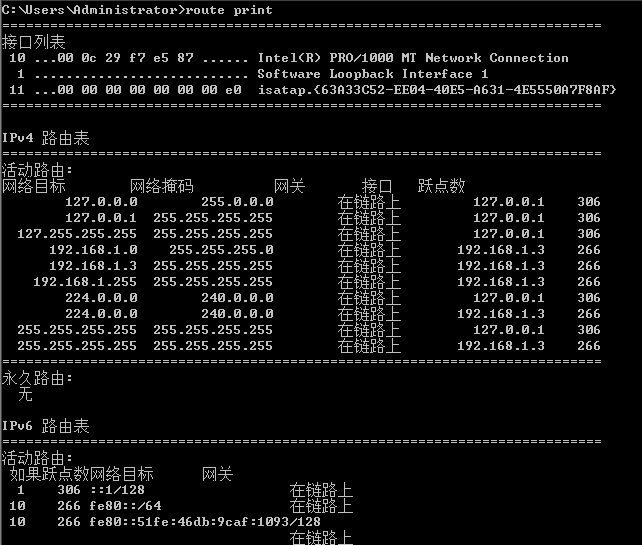 C:\Users\Administrator>route print
===========================================================================
接口列表
 10 ...00 0c 29 f7 e5 87 ...... Intel(R) PRO/1000 MT Network Connection
  1 ........................... Software Loopback Interface 1
 11 ...00 00 00 00 00 00 00 e0  isatap.{63A33C52-EE04-40E5-A631-4E5550A7F8AF}
===========================================================================
IPv4 路由表
===========================================================================
活动路由:
网络目标        网络掩码          网关       接口   跃点数
        127.0.0.0        255.0.0.0            在链路上         127.0.0.1    306
        127.0.0.1  255.255.255.255            在链路上         127.0.0.1    306
  127.255.255.255  255.255.255.255            在链路上         127.0.0.1    306
      192.168.1.0    255.255.255.0            在链路上       192.168.1.3    266
      192.168.1.3  255.255.255.255            在链路上       192.168.1.3    266
    192.168.1.255  255.255.255.255            在链路上       192.168.1.3    266
        224.0.0.0        240.0.0.0            在链路上         127.0.0.1    306
        224.0.0.0        240.0.0.0            在链路上       192.168.1.3    266
  255.255.255.255  255.255.255.255            在链路上         127.0.0.1    306
  255.255.255.255  255.255.255.255            在链路上       192.168.1.3    266
===========================================================================
永久路由:
  无
IPv6 路由表
===========================================================================
活动路由:
 如果跃点数网络目标      网关
  1    306 ::1/128                  在链路上
 10    266 fe80::/64                在链路上
 10    266 fe80::51fe:46db:9caf:1093/128
                                    在链路上